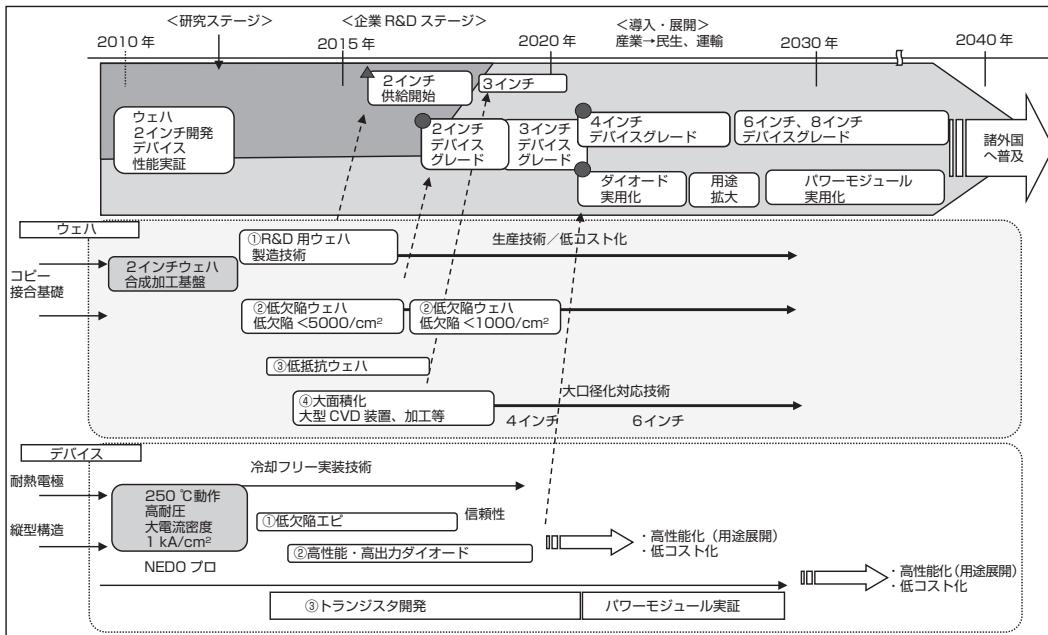 ＜研究ステージ＞
＜企業 R&D ステージ＞
＜導入・展開＞
産業→民生、運輸
2010 年
2015 年
2020 年
2030 年
2040 年
２インチ
供給開始
３インチ
ウェハ
２インチ開発
デバイス
性能実証
２インチ
デバイス
グレード
３インチ
デバイス
グレード
４インチ
デバイスグレード
６インチ、８インチ
デバイスグレード
諸外国
へ普及
ダイオード
実用化
用途
拡大
パワーモジュール
実用化
ウェハ
コピー
接合基礎
２インチウェハ
合成加工基盤
①R&D 用ウェハ
製造技術
生産技術／低コスト化
②低欠陥ウェハ
低欠陥 <5000/cm²
②低欠陥ウェハ
低欠陥 <1000/cm²
③低抵抗ウェハ
④大面積化
大型 CVD 装置、加工等
大口径化対応技術
４インチ
６インチ
デバイス
耐熱電極
縦型構造
冷却フリー実装技術
250 ℃動作
高耐圧
大電流密度
1 kA/cm²
NEDO プロ
①低欠陥エピ
信頼性
②高性能・高出力ダイオード
・高性能化（用途展開）
・低コスト化
・高性能化（用途展開）
・低コスト化
③トランジスタ開発
パワーモジュール実証